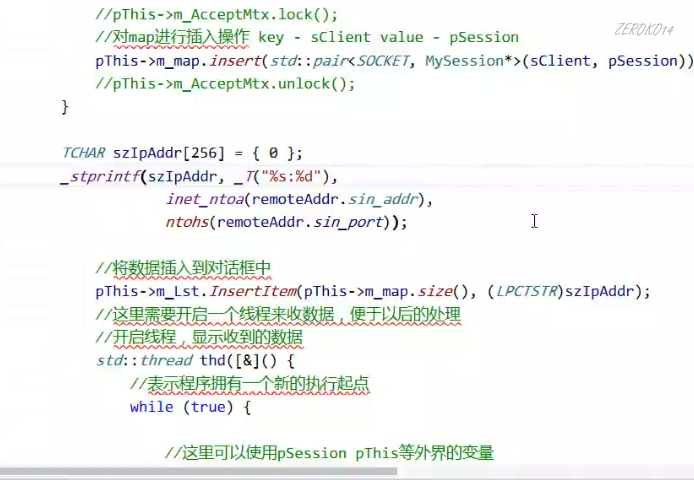 //pThis->m_AcceptMtx.lock();
ZEROKO14
//对map进行插入操作 key - sClient value - pSession
pThis->m_map.insert(std::pair<SOCKET, MySession*>(sClient, pSession))
//pThis->m_AcceptMtx.unlock();
}
TCHAR szIpAddr[256] = { 0 };
_stprintf(szIpAddr, _T("%s:%d"),
inet_ntoa(remoteAddr.sin_addr),
ntohs(remoteAddr.sin_port));
//将数据插入到对话框中
pThis->m_Lst.InsertItem(pThis->m_map.size(), (LPCTSTR)szIpAddr);
//这里需要开启一个线程来收数据，便于以后的处理
//开启线程，显示收到的数据
std::thread thd([&]() {
//表示程序拥有一个新的执行起点
while (true) {
//这里可以使用pSession pThis等外界的变量